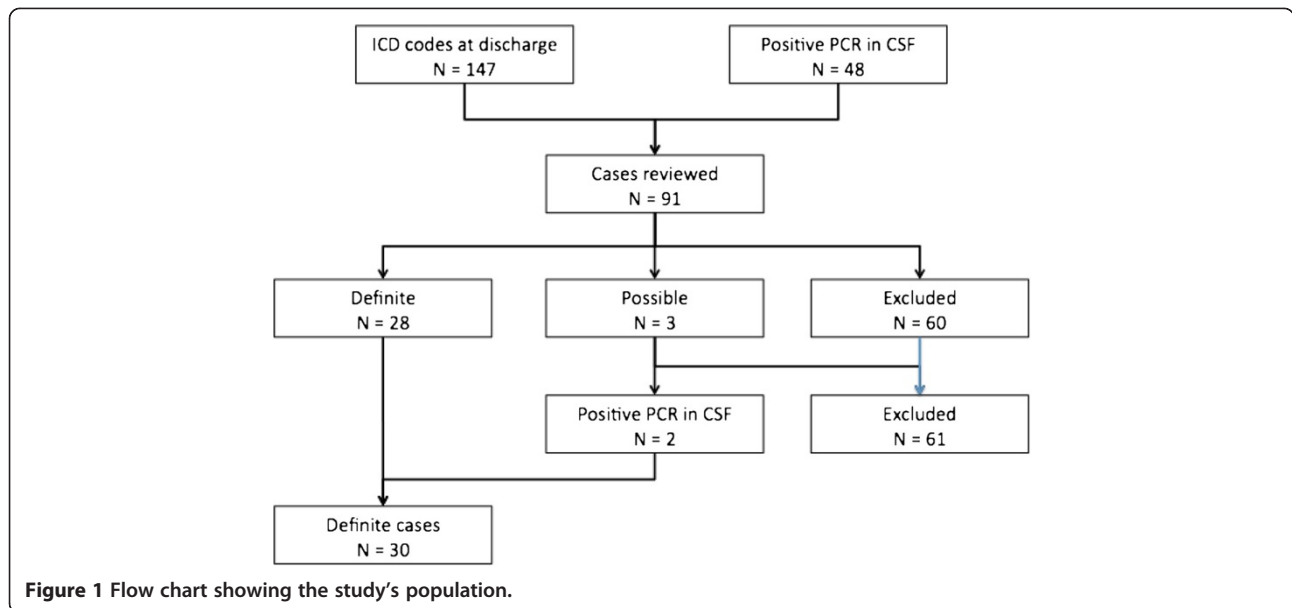 ICD codes at discharge
N = 147
Positive PCR in CSF
N = 48
Cases reviewed
N = 91
Definite
N = 28
Possible
N = 3
Excluded
N = 60
Positive PCR in CSF
N = 2
Excluded
N = 61
Definite cases
N = 30
Figure 1 Flow chart showing the study's population.